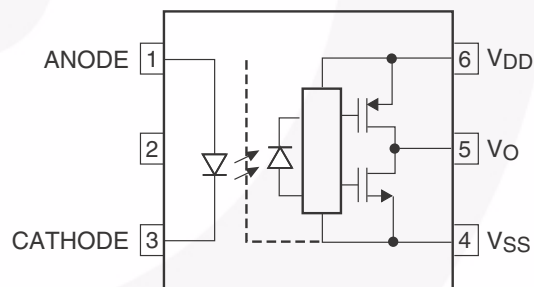 ANODE 1
2
CATHODE 3
6 VDD
5 VO
4 VSS